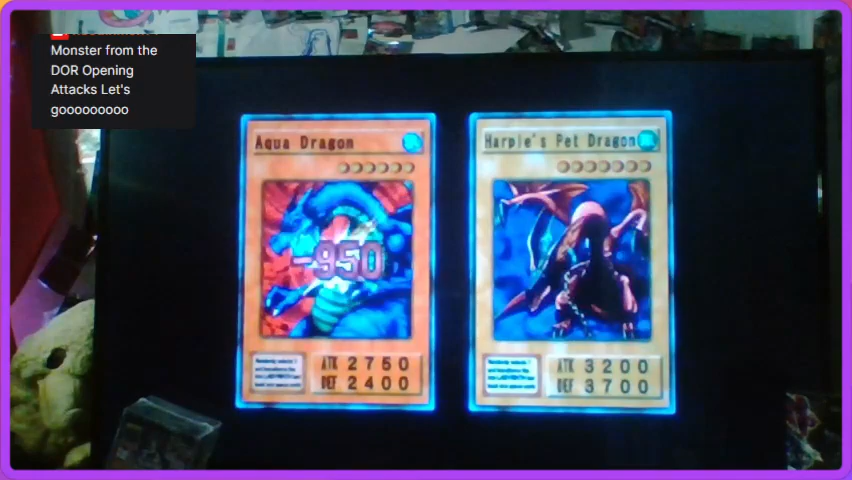 Monster from the
DOR Opening
Attacks Let's
gooooooooo
Aqua Dragon
-950
ATK 2750
DEF 2400
Harpie's Pet Dragon
ATK 3200
DEF 3700